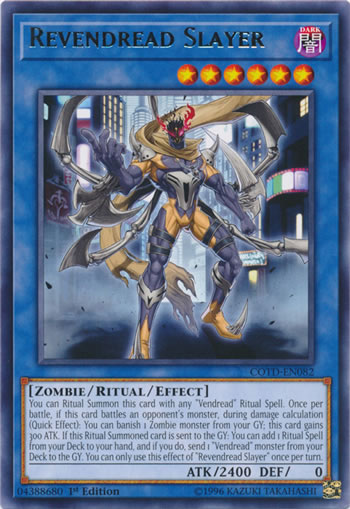 REVENDREAD SLAYER
DARK
闇
COTD-EN082
[ZOMBIE/RITUAL/EFFECT]
You can Ritual Summon this card with any "Vendread" Ritual Spell. Once per
battle, if this card battles an opponent's monster, during damage calculation
(Quick Effect): You can banish 1 Zombie monster from your GY; this card gains
300 ATK. If this Ritual Summoned card is sent to the GY: You can add 1 Ritual Spell
from your Deck to your hand, and if you do, send 1 "Vendread" monster from your
Deck to the GY. You can only use this effect of "Revendread Slayer" once per turn.
ATK/2400 DEF/ 0
04388680 1st Edition
©1996 KAZUKI TAKAHASHI